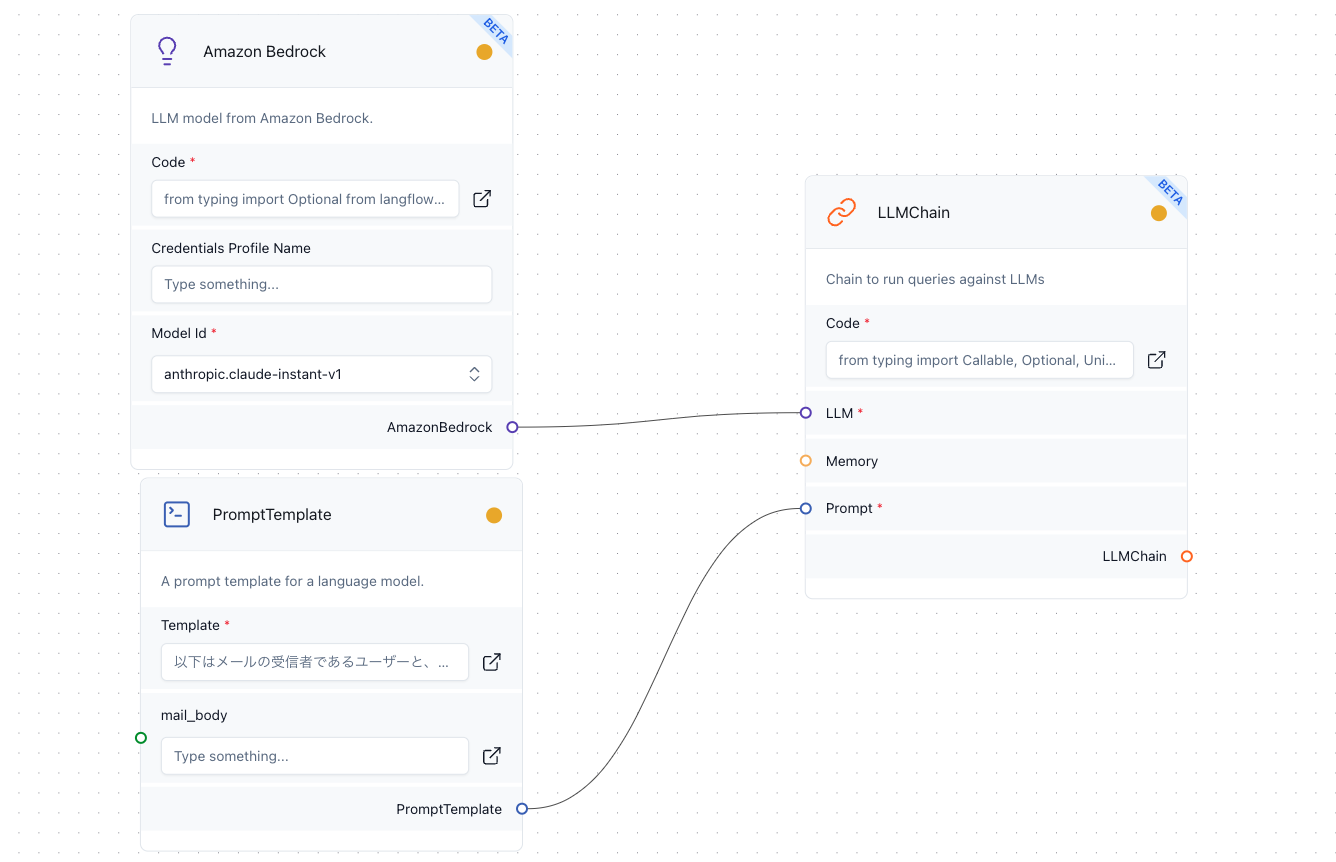 BETA
Amazon Bedrock
LLM model from Amazon Bedrock.
Code *
from typing import Optional from langflow...
Credentials Profile Name
Type something...
Model Id *
anthropic.claude-instant-v1
AmazonBedrock
PromptTemplate
A prompt template for a language model.
Template *
以下はメールの受信者であるユーザーと、...
mail_body
Type something...
PromptTemplate
BETA
LLMChain
Chain to run queries against LLMs
Code *
from typing import Callable, Optional, Uni...
LLM *
Memory
Prompt *
LLMChain